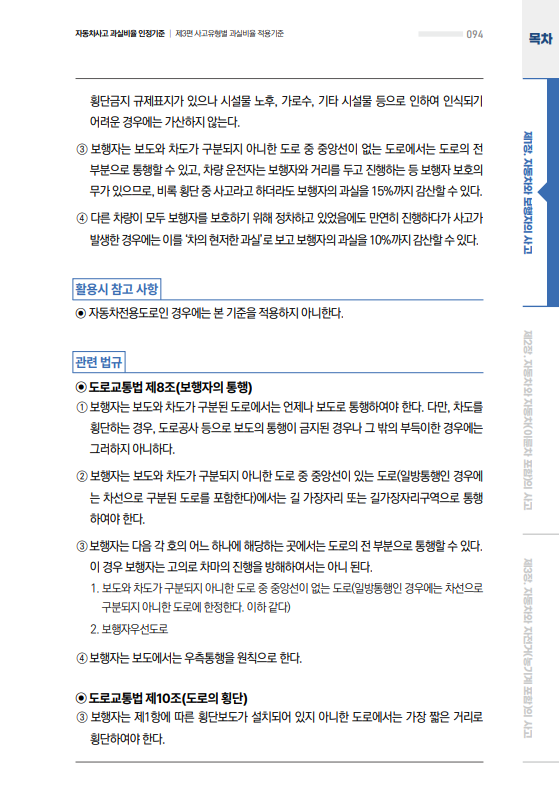 자동차사고 과실비율 인정기준 | 제3편 사고유형별 과실비율 적용기준
094
목차
횡단금지 규제표지가 있으나 시설물 노후, 가로수, 기타 시설물 등으로 인하여 인식되기
어려운 경우에는 가산하지 않는다.
③ 보행자는 보도와 차도가 구분되지 아니한 도로 중 중앙선이 없는 도로에서는 도로의 전
부분으로 통행할 수 있고, 차량 운전자는 보행자와 거리를 두고 진행하는 등 보행자 보호의
무가 있으므로, 비록 횡단 중 사고라고 하더라도 보행자의 과실을 15%까지 감산할 수 있다.
④ 다른 차량이 모두 보행자를 보호하기 위해 정차하고 있었음에도 만연히 진행하다가 사고가
발생한 경우에는 이를 '차의 현저한 과실'로 보고 보행자의 과실을 10%까지 감산할 수 있다.
활용시 참고 사항
◉ 자동차전용도로인 경우에는 본 기준을 적용하지 아니한다.
관련 법규
◉ 도로교통법 제8조(보행자의 통행)
① 보행자는 보도와 차도가 구분된 도로에서는 언제나 보도로 통행하여야 한다. 다만, 차도를
횡단하는 경우, 도로공사 등으로 보도의 통행이 금지된 경우나 그 밖의 부득이한 경우에는
그러하지 아니하다.
② 보행자는 보도와 차도가 구분되지 아니한 도로 중 중앙선이 있는 도로(일방통행인 경우에
는 차선으로 구분된 도로를 포함한다)에서는 길 가장자리 또는 길가장자리구역으로 통행
하여야 한다.
③ 보행자는 다음 각 호의 어느 하나에 해당하는 곳에서는 도로의 전 부분으로 통행할 수 있다.
이 경우 보행자는 고의로 차마의 진행을 방해하여서는 아니 된다.
1. 보도와 차도가 구분되지 아니한 도로 중 중앙선이 없는 도로(일방통행인 경우에는 차선으로
구분되지 아니한 도로에 한정한다. 이하 같다)
2. 보행자우선도로
④ 보행자는 보도에서는 우측통행을 원칙으로 한다.
◉ 도로교통법 제10조(도로의 횡단)
③ 보행자는 제1항에 따른 횡단보도가 설치되어 있지 아니한 도로에서는 가장 짧은 거리로
횡단하여야 한다.
제1장. 자동차와 보행자의 사고
제2장. 자동차와 자동차(이륜차 포함)의 사고
제3장. 자동차와 자전거(농기계 포함)의 사고